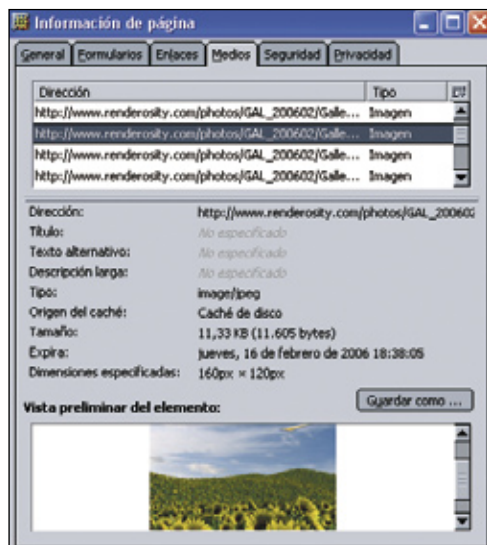 Información de página
General Formularios Enlaces Medios Seguridad Privacidad
Dirección Tipo
http://www.renderosity.com/photos/GAL_200602/Galle... Imagen
http://www.renderosity.com/photos/GAL_200602/Galle... Imagen
http://www.renderosity.com/photos/GAL_200602/Galle... Imagen
http://www.renderosity.com/photos/GAL_200602/Galle... Imagen
Dirección: http://www.renderosity.com/photos/GAL_200602
Título: No especificado
Texto alternativo: No especificado
Descripción larga: No especificado
Tipo: image/jpeg
Origen del caché: Caché de disco
Tamaño: 11,33 KB (11.605 bytes)
Expira: jueves, 16 de febrero de 2006 18:38:05
Dimensiones especificadas: 160px × 120px
Vista preliminar del elemento: Guardar como ...